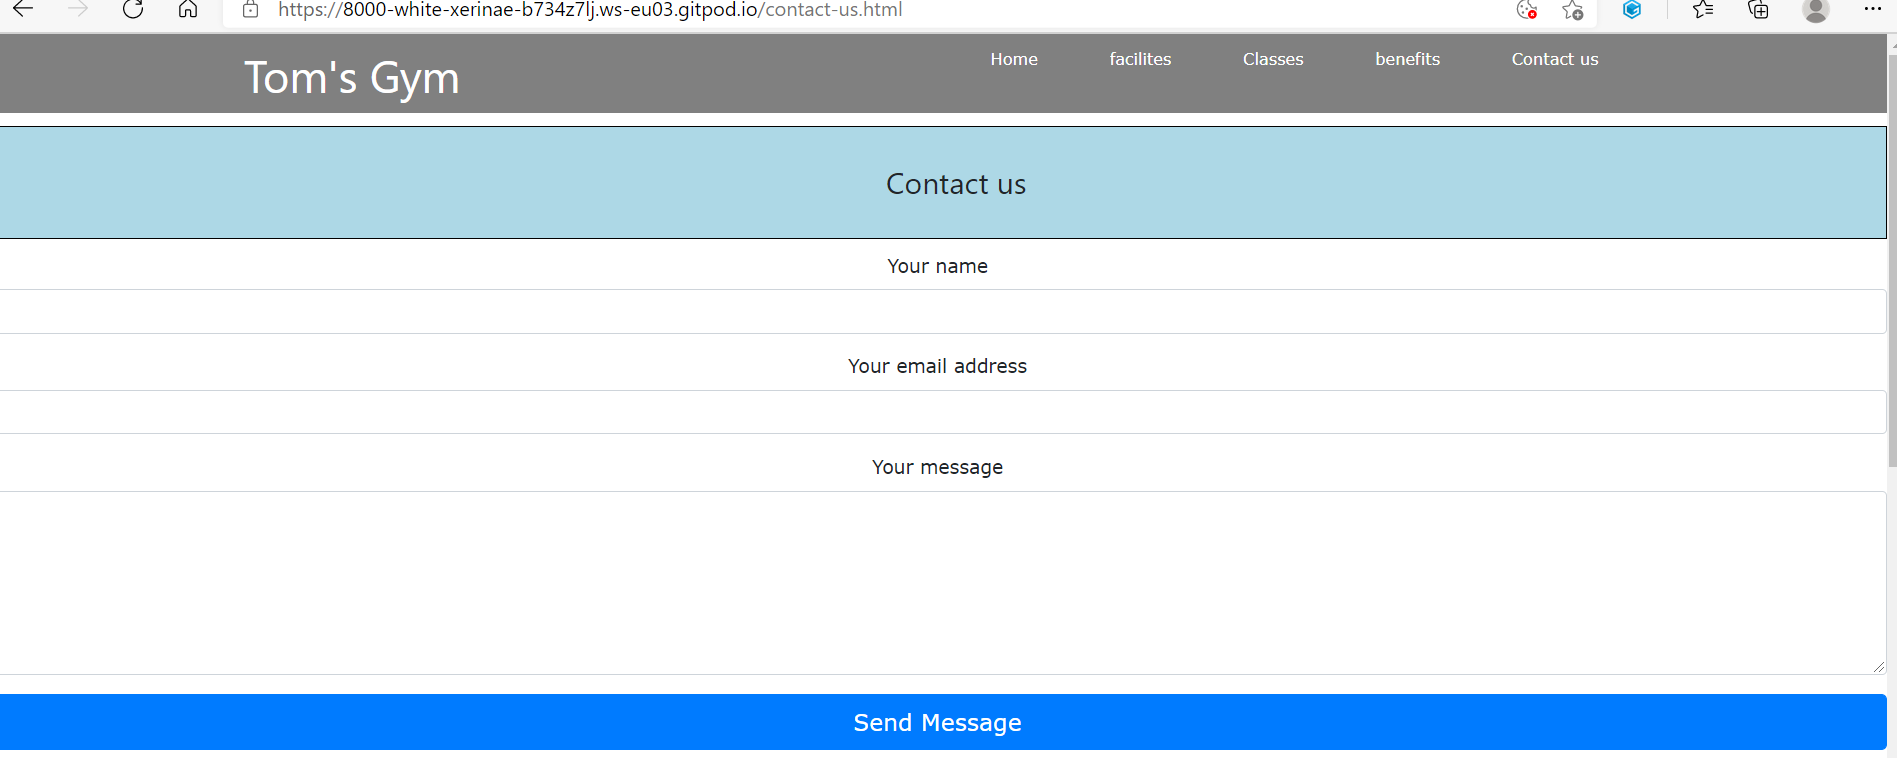 https://8000-white-xerinae-b734z7lj.ws-eu03.gitpod.io/contact-us.html
Tom's Gym
Home facilites Classes benefits Contact us
Contact us
Your name
Your email address
Your message
Send Message